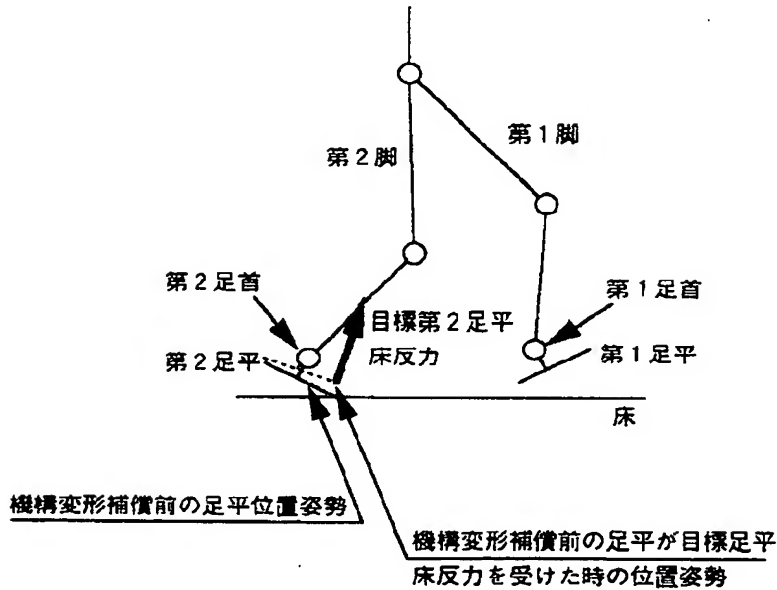 第１脚
第２脚
第２足首
第１足首
目標第２足平
床反力
第２足平
第１足平
床
機構変形補償前の足平位置姿勢
機構変形補償前の足平が目標足平
床反力を受けた時の位置姿勢